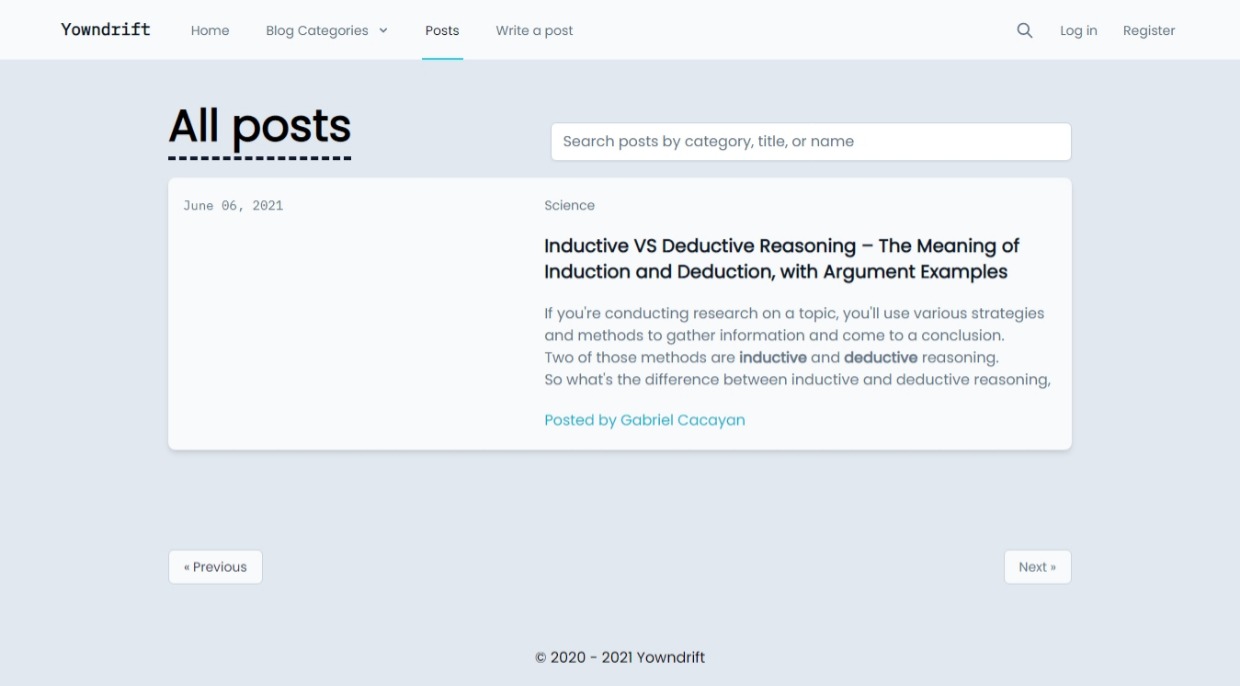 Yowndrift Home Blog Categories Posts Write a post Log in Register
All posts
Search posts by category, title, or name
June 06, 2021
Science
Inductive VS Deductive Reasoning – The Meaning of
Induction and Deduction, with Argument Examples
If you're conducting research on a topic, you'll use various strategies
and methods to gather information and come to a conclusion.
Two of those methods are inductive and deductive reasoning.
So what's the difference between inductive and deductive reasoning,
Posted by Gabriel Cacayan
« Previous
Next »
© 2020 - 2021 Yowndrift